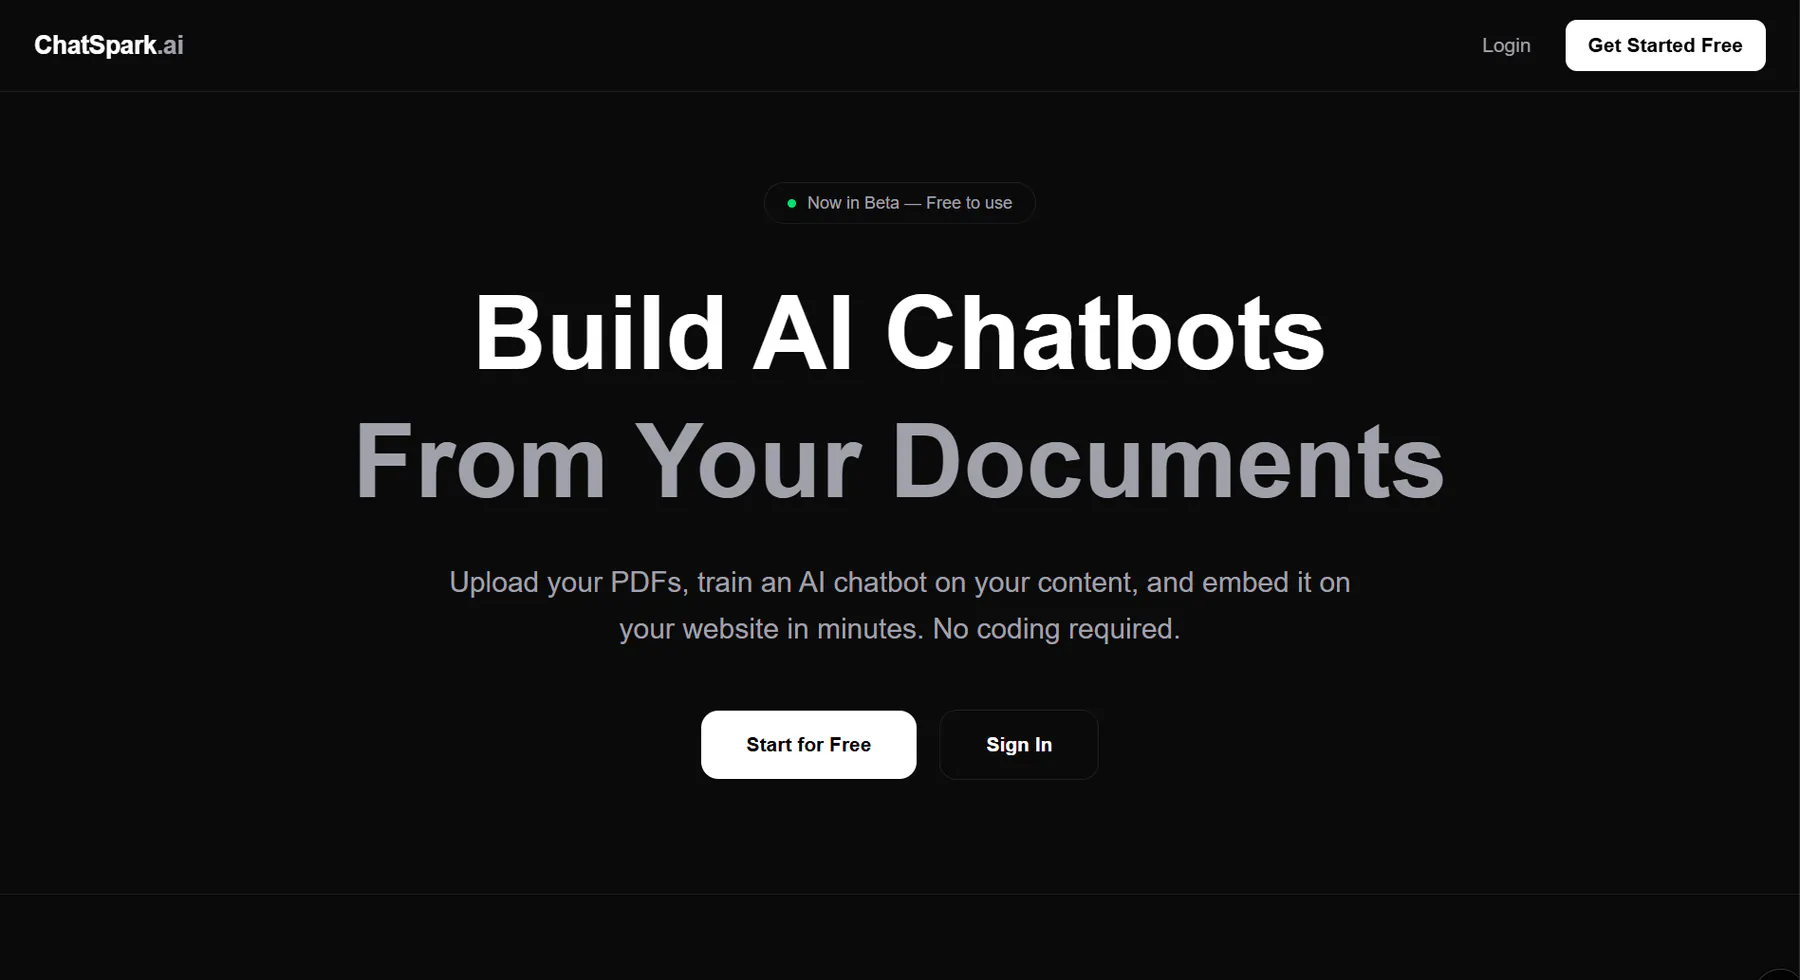 ChatSpark.ai
Login
Get Started Free
Now in Beta — Free to use
Build AI Chatbots
From Your Documents
Upload your PDFs, train an AI chatbot on your content, and embed it on
your website in minutes. No coding required.
Start for Free
Sign In